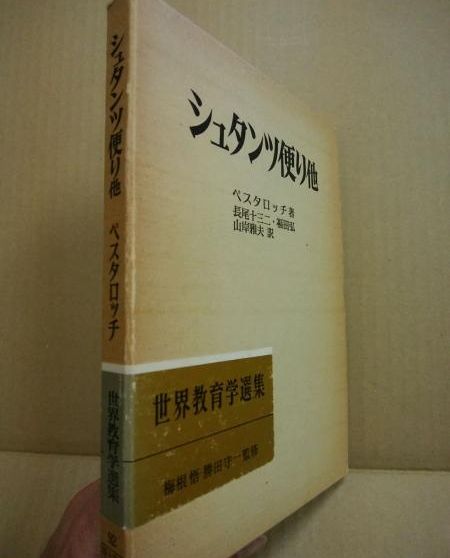 シュタンツ便り他
ペスタロッチ著
長尾十三二・福田弘
山岸雅夫 訳
世界教育学選集
梅根悟・勝田守一監修
シュタンツ便り他
ペスタロッチ
世界教育学選集